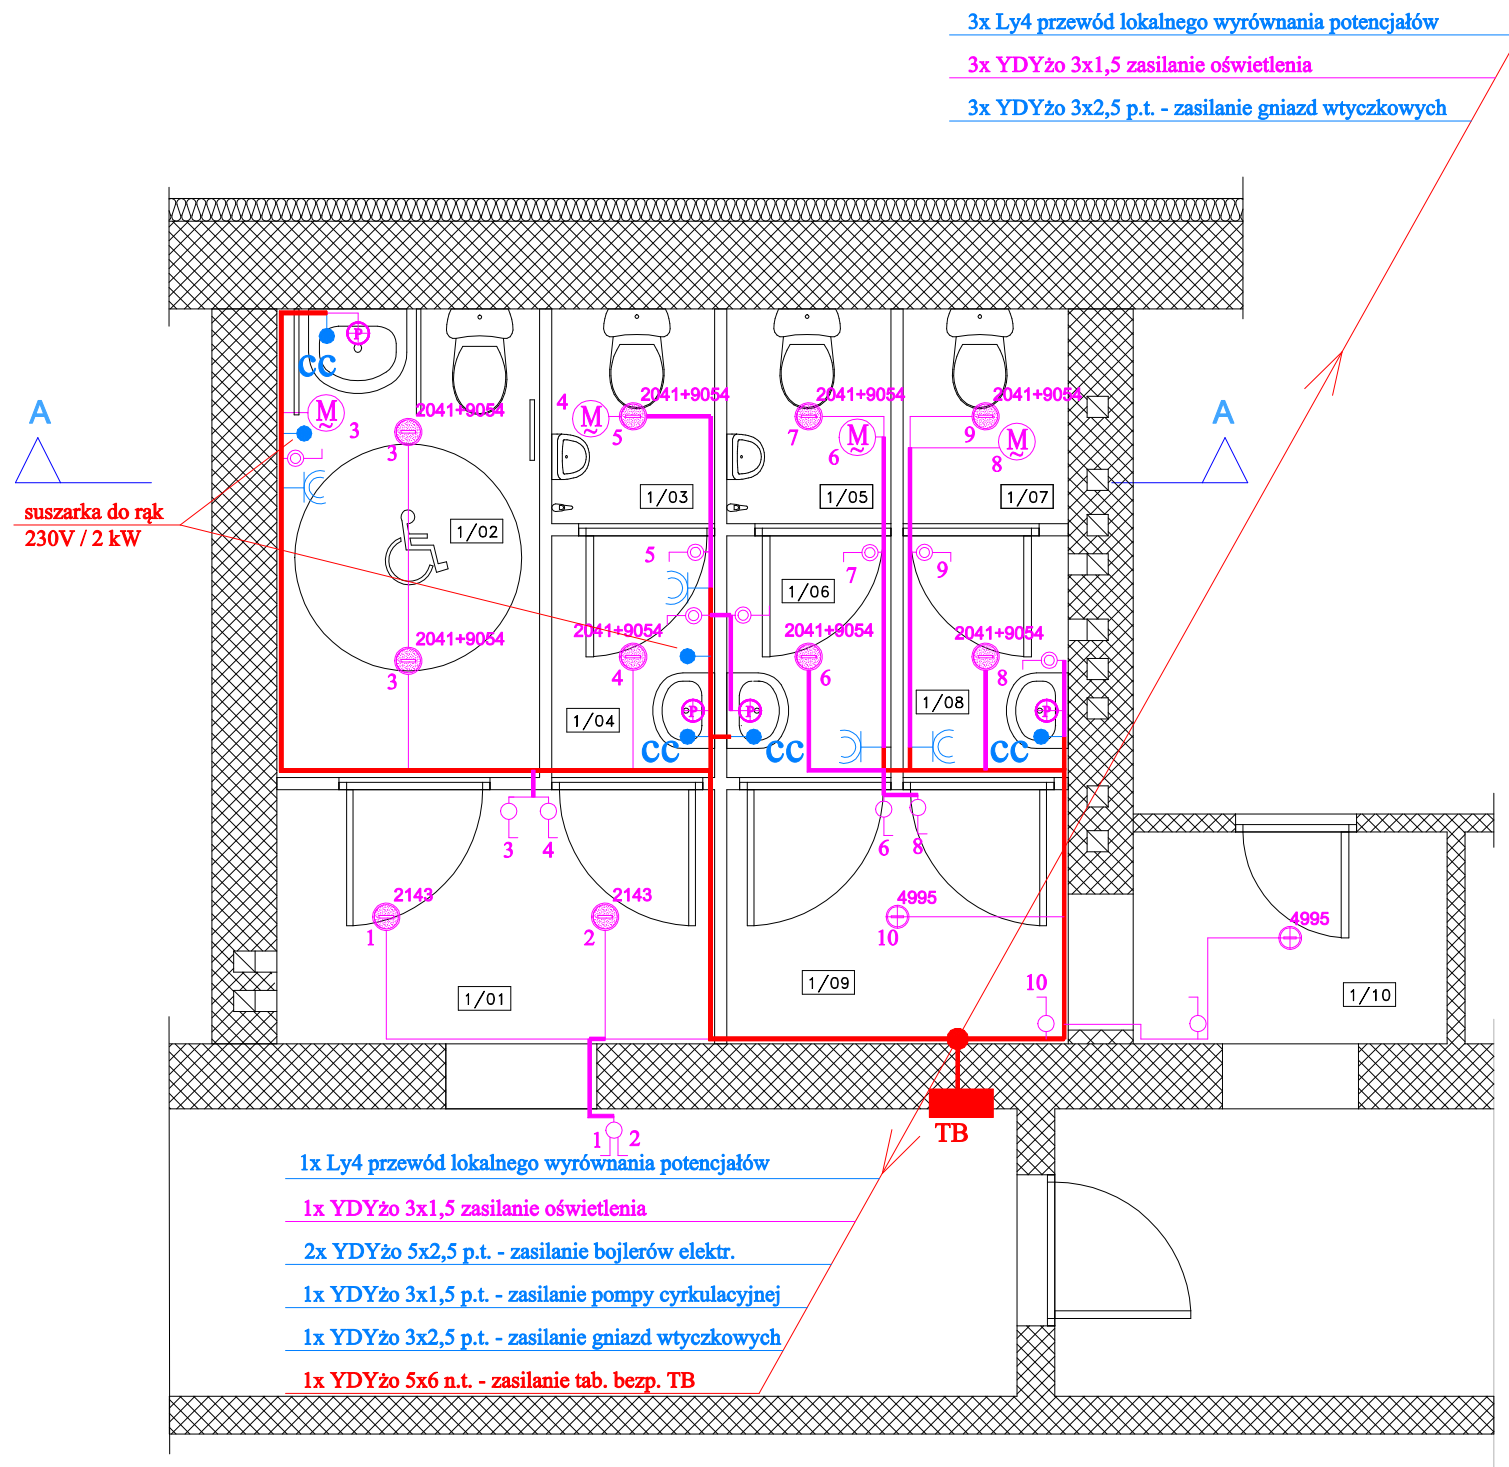 3x Ly4 przewód lokalnego wyrównania potencjałów
3x YDYżo 3x1,5 zasilanie oświetlenia
3x YDYżo 3x2,5 p.t. - zasilanie gniazd wtyczkowych
P
CC
A
M
~
3
2041+9054
3
4
M
~
2041+9054
5
2041+9054
7
M
~
6
2041+9054
9
M
~
8
A
1/03
1/05
1/07
suszarka do rąk
230V / 2 kW
1/02
5
7
9
1/06
2041+9054
3
2041+9054
4
2041+9054
6
2041+9054
8
1/04
P
P
1/08
P
CC
CC
CC
3
4
6
8
2143
1
2143
2
4995
10
4995
1/01
1/09
10
1/10
TB
1
2
1x Ly4 przewód lokalnego wyrównania potencjałów
1x YDYżo 3x1,5 zasilanie oświetlenia
2x YDYżo 5x2,5 p.t. - zasilanie bojlerów elektr.
1x YDYżo 3x1,5 p.t. - zasilanie pompy cyrkulacyjnej
1x YDYżo 3x2,5 p.t. - zasilanie gniazd wtyczkowych
1x YDYżo 5x6 n.t. - zasilanie tab. bezp. TB